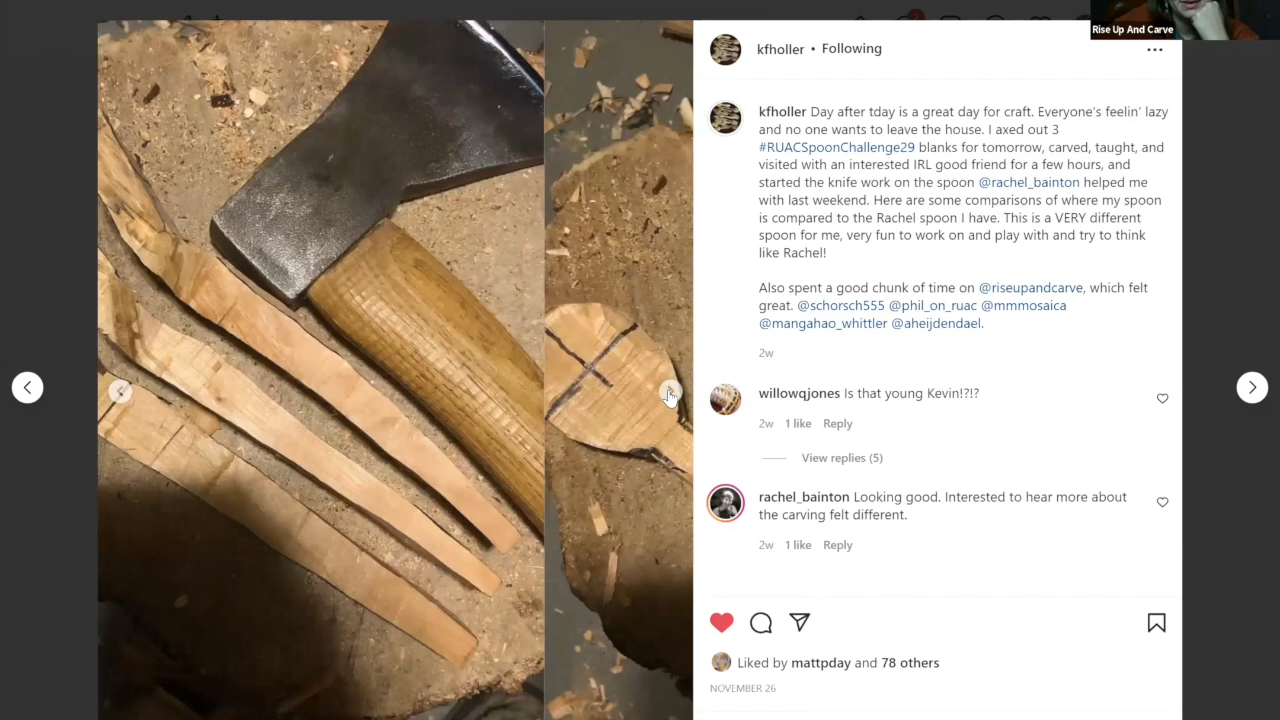 Rise Up And Carve
kfholler • Following
kfholler Day after tday is a great day for craft. Everyone's feelin' lazy
and no one wants to leave the house. I axed out 3
#RUACSpoonChallenge29 blanks for tomorrow, carved, taught, and
visited with an interested IRL good friend for a few hours, and
started the knife work on the spoon @rachel_bainton helped me
with last weekend. Here are some comparisons of where my spoon
is compared to the Rachel spoon I have. This is a VERY different
spoon for me, very fun to work on and play with and try to think
like Rachel!
Also spent a good chunk of time on @riseupandcarve, which felt
great. @schorsch555 @phil_on_ruac @mmmosaica
@mangahao_whittler @aheijdendael.
2w
willowqjones Is that young Kevin!?!?
2w 1 like Reply
View replies (5)
rachel_bainton Looking good. Interested to hear more about
the carving felt different.
2w 1 like Reply
Liked by mattpday and 78 others
NOVEMBER 26